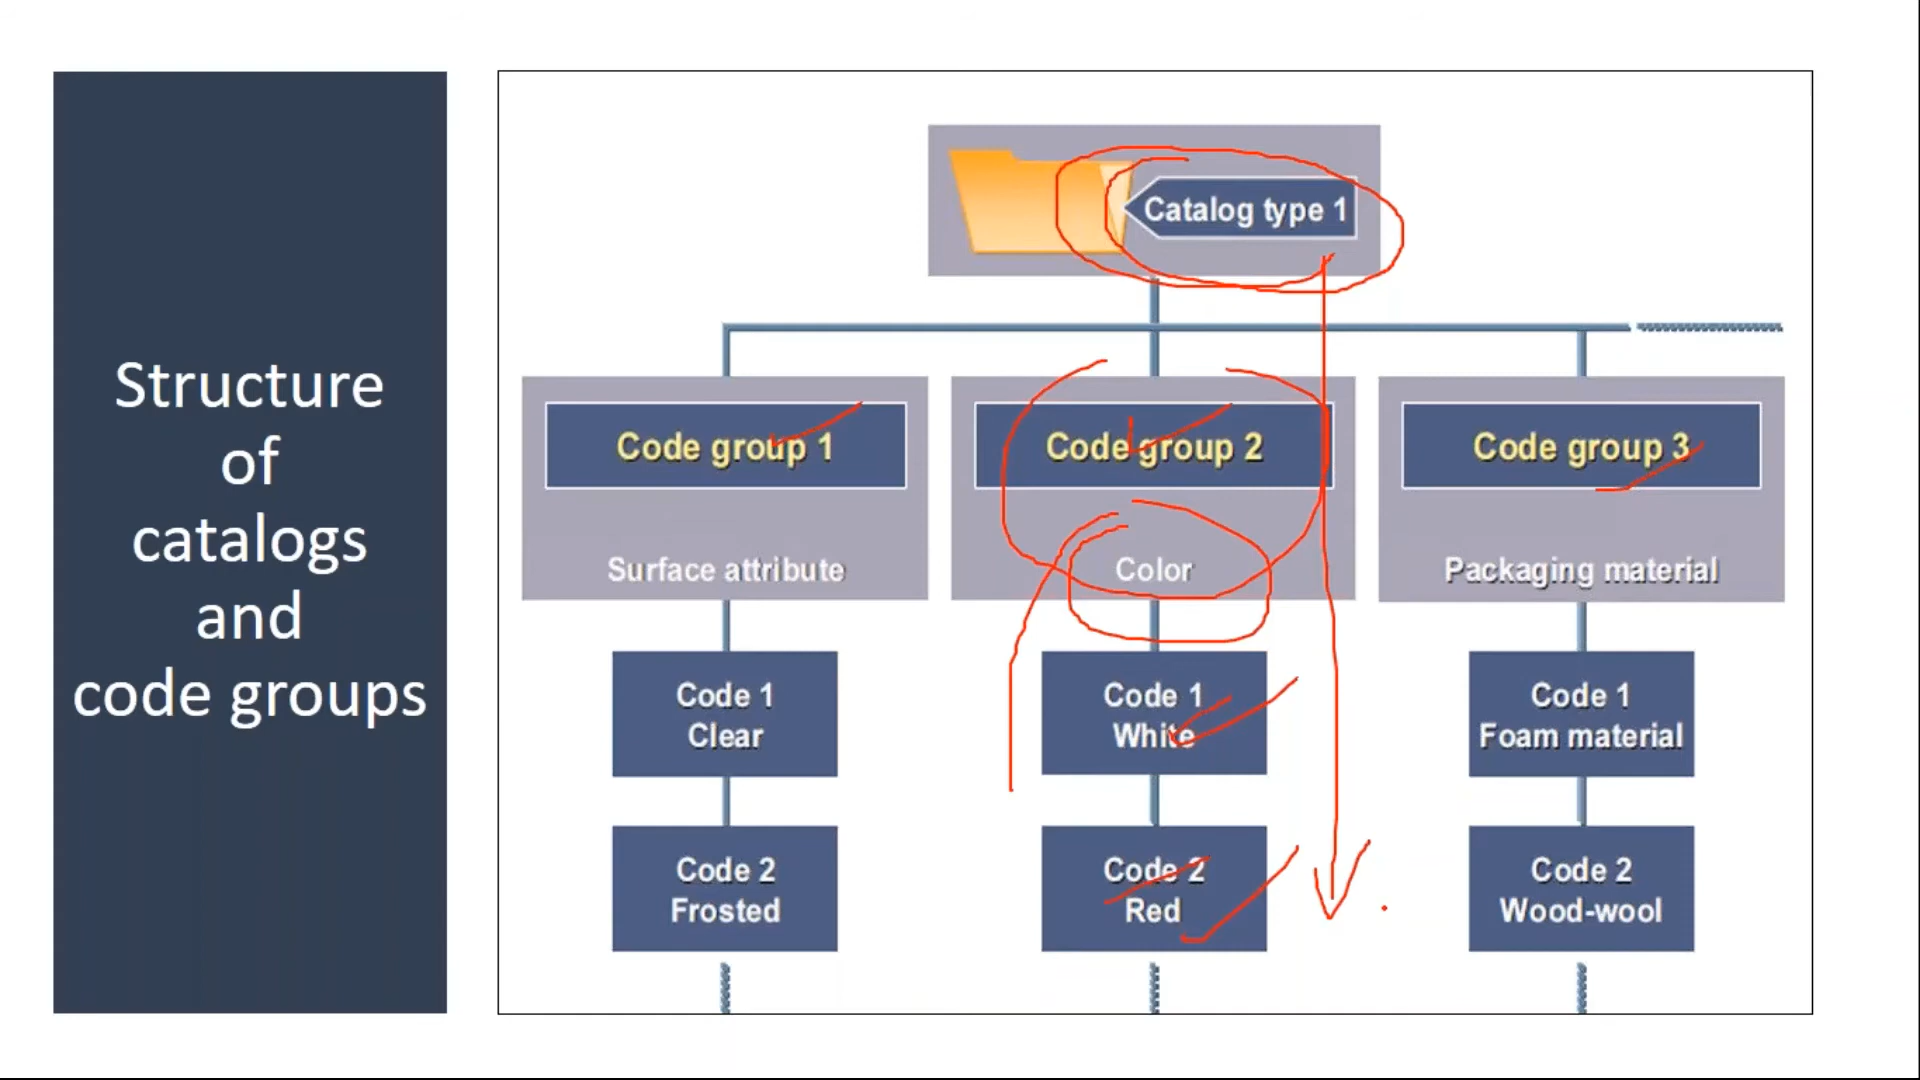 Structure
of
catalogs
and
code groups
Catalog type 1
Code group 1
Surface attribute
Code 1
Clear
Code 2
Frosted
Code group 2
Color
Code 1
White
Code 2
Red
Code group 3
Packaging material
Code 1
Foam material
Code 2
Wood-wool